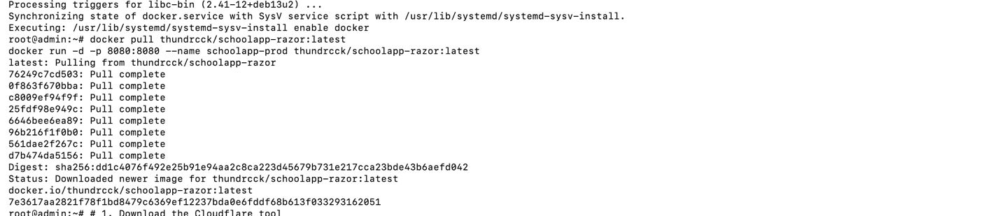 Processing triggers for libc-bin (2.41-12+deb13u2) ...
Synchronizing state of docker.service with SysV service script with /usr/lib/systemd/systemd-sysv-install.
Executing: /usr/lib/systemd/systemd-sysv-install enable docker
root@admin:~# docker pull thundrcck/schoolapp-razor:latest
docker run -d -p 8080:8080 --name schoolapp-prod thundrcck/schoolapp-razor:latest
latest: Pulling from thundrcck/schoolapp-razor
76249c7cd503: Pull complete
0f863f670bba: Pull complete
c8009ef94f9f: Pull complete
25fdf98e949c: Pull complete
6646bee6ea89: Pull complete
96b216f1f0b0: Pull complete
561dae2f267c: Pull complete
d7b474da5156: Pull complete
Digest: sha256:dd1c4076f492e25b91e94aa2c8ca223d45679b731e217cca23bde43b6aefd042
Status: Downloaded newer image for thundrcck/schoolapp-razor:latest
docker.io/thundrcck/schoolapp-razor:latest
7e3617aa2821f78f1bd8479c6369ef12237bda0e6fddf68b613f033293162051
root@admin:~# # 1. Download the Cloudflare tool